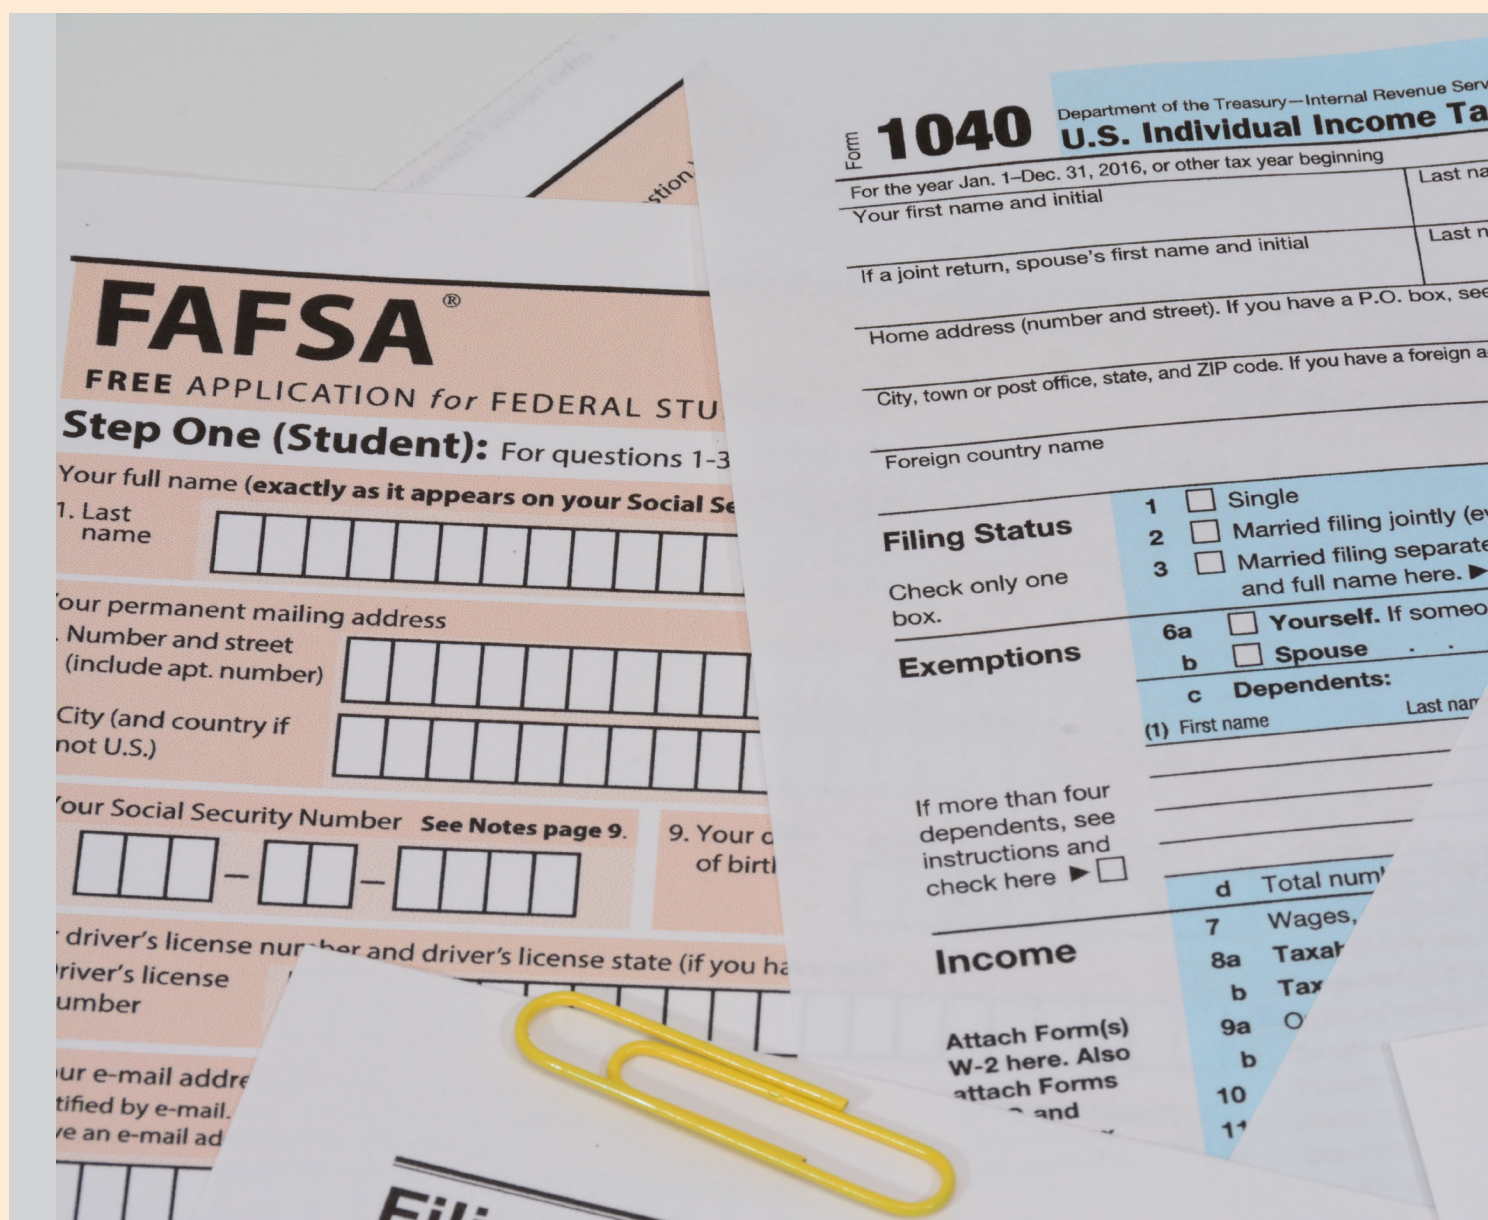 FAFSA®
FREE APPLICATION for FEDERAL STU
Step One (Student): For questions 1-3
Your full name (exactly as it appears on your Social Se
1. Last
name
our permanent mailing address
Number and street
(include apt. number)
City (and country if
not U.S.)
our Social Security Number See Notes page 9.
9. Your
of birt
driver's license number and driver's license state (if you ha
river's license
umber
ur e-mail addre
tified by e-mail.
ve an e-mail ad
stion
Form 1040
Department of the Treasury—Internal Revenue Serv
U.S. Individual Income Ta
For the year Jan. 1–Dec. 31, 2016, or other tax year beginning
Your first name and initial
Last na
If a joint return, spouse's first name and initial
Last n
Home address (number and street). If you have a P.O. box, see
City, town or post office, state, and ZIP code. If you have a foreign a
Foreign country name
Filing Status
Check only one
box.
1 Single
2 Married filing jointly (ev
3 Married filing separate
and full name here. ▶
Exemptions
6a Yourself. If someo
b Spouse . .
c Dependents:
(1) First name Last nam
If more than four
dependents, see
instructions and
check here ▶
d Total num
Income
7 Wages,
8a Taxab
b Tax
9a O
b
10
11
Attach Form(s)
W-2 here. Also
attach Forms
and
Fili